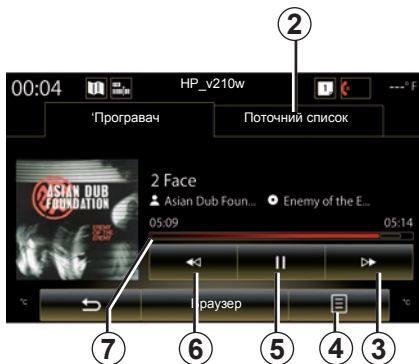 2
00:04 HP_v210w 1 ---°F
'Програвач Поточний список
ASIAN DUB
FOUNDATION
ENEMY
OF THE
ENEMY
2 Face
Asian Dub Foun... Enemy of the E...
05:09 05:14
°C Браузер °C
7 6 5 4 3